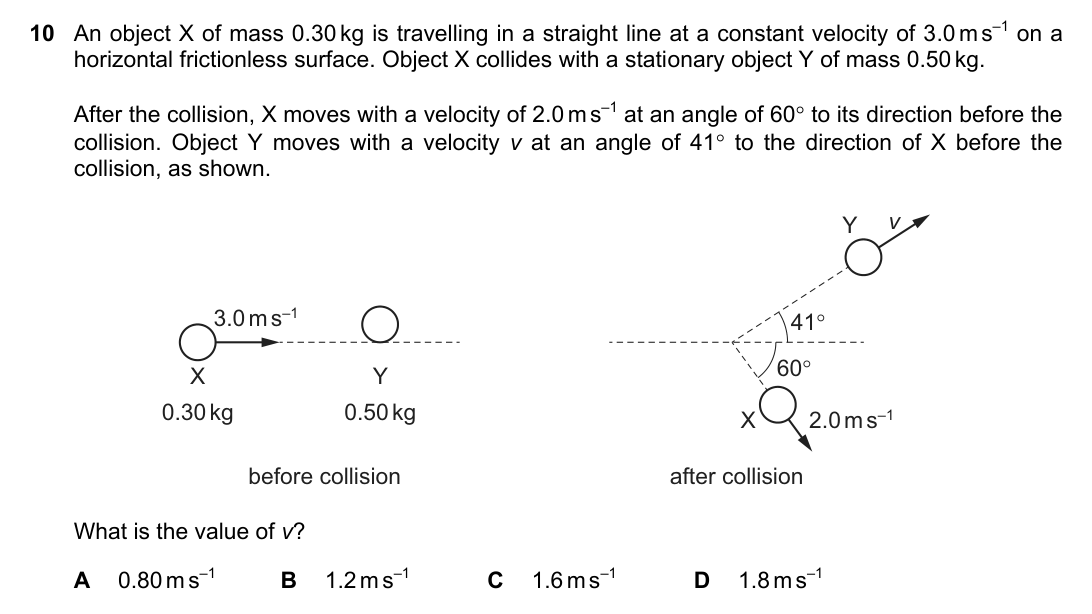 10 An object X of mass 0.30 kg is travelling in a straight line at a constant velocity of 3.0 m s⁻¹ on a
horizontal frictionless surface. Object X collides with a stationary object Y of mass 0.50 kg.
After the collision, X moves with a velocity of 2.0 m s⁻¹ at an angle of 60° to its direction before the
collision. Object Y moves with a velocity v at an angle of 41° to the direction of X before the
collision, as shown.
3.0 m s⁻¹
X
Y
0.30 kg
0.50 kg
before collision
Y
v
41°
60°
X
2.0 m s⁻¹
after collision
What is the value of v?
A 0.80 m s⁻¹ B 1.2 m s⁻¹ C 1.6 m s⁻¹ D 1.8 m s⁻¹